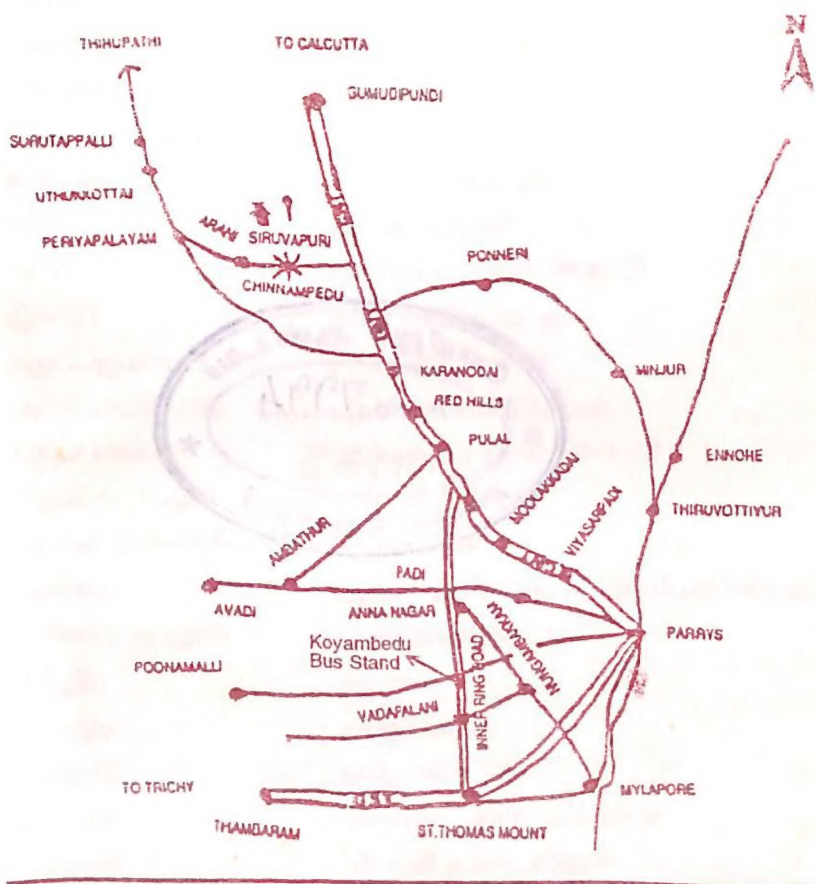 N
THIRUPATHI
TO CALCUTTA
GUMUDIPUNDI
SURUTAPPALLI
UTHUKKOTTAI
PERIYAPALAYAM
ARANI
SIRUVAPURI
CHINNAMPEDU
PONNERI
KARANODAI
MINJUR
RED HILLS
PULAL
ENNORE
MOOLAKKADAI
VIYASARPADI
THIRUVOTTIYUR
AMBATHUR
PADI
AVADI
ANNA NAGAR
NUNGAMBAKKAM
PARRYS
Koyambedu
Bus Stand
POONAMALLI
INNER RING ROAD
VADAPALANI
TO TRICHY
MYLAPORE
THAMBARAM
ST.THOMAS MOUNT